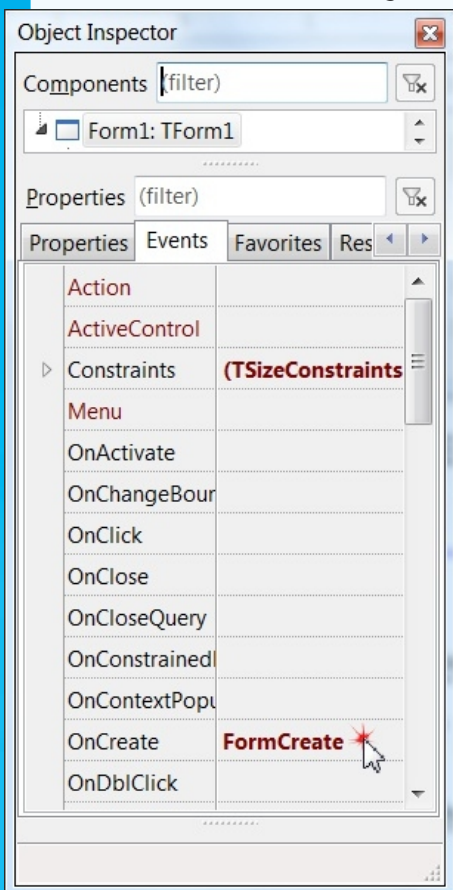 Object Inspector
Components (filter)
Form1: TForm1
Properties (filter)
Properties Events Favorites Res
Action
ActiveControl
Constraints (TSizeConstraints
Menu
OnActivate
OnChangeBour
OnClick
OnClose
OnCloseQuery
OnConstrainedI
OnContextPopu
OnCreate FormCreate
OnDblClick